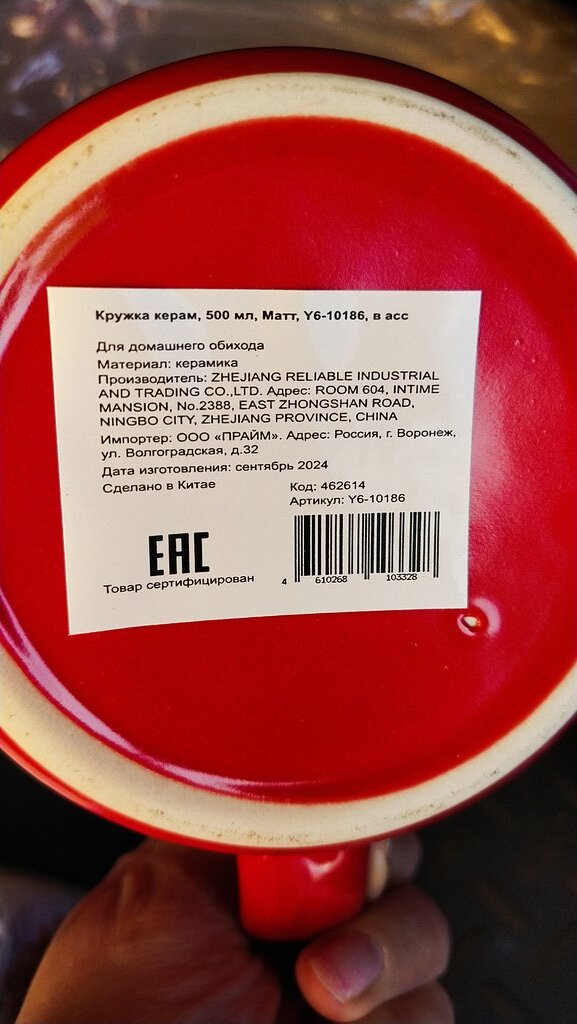 Кружка керам, 500 мл, Матт, Y6-10186, в асс
Для домашнего обихода
Материал: керамика
Производитель: ZHEJIANG RELIABLE INDUSTRIAL
AND TRADING CO.,LTD. Адрес: ROOM 604, INTIME
MANSION, No.2388, EAST ZHONGSHAN ROAD,
NINGBO CITY, ZHEJIANG PROVINCE, CHINA
Импортер: ООО «ПРАЙМ». Адрес: Россия, г. Воронеж,
ул. Волгоградская, д.32
Дата изготовления: сентябрь 2024
Сделано в Китае
Код: 462614
Артикул: Y6-10186
EAC
Товар сертифицирован
4 610268 103328